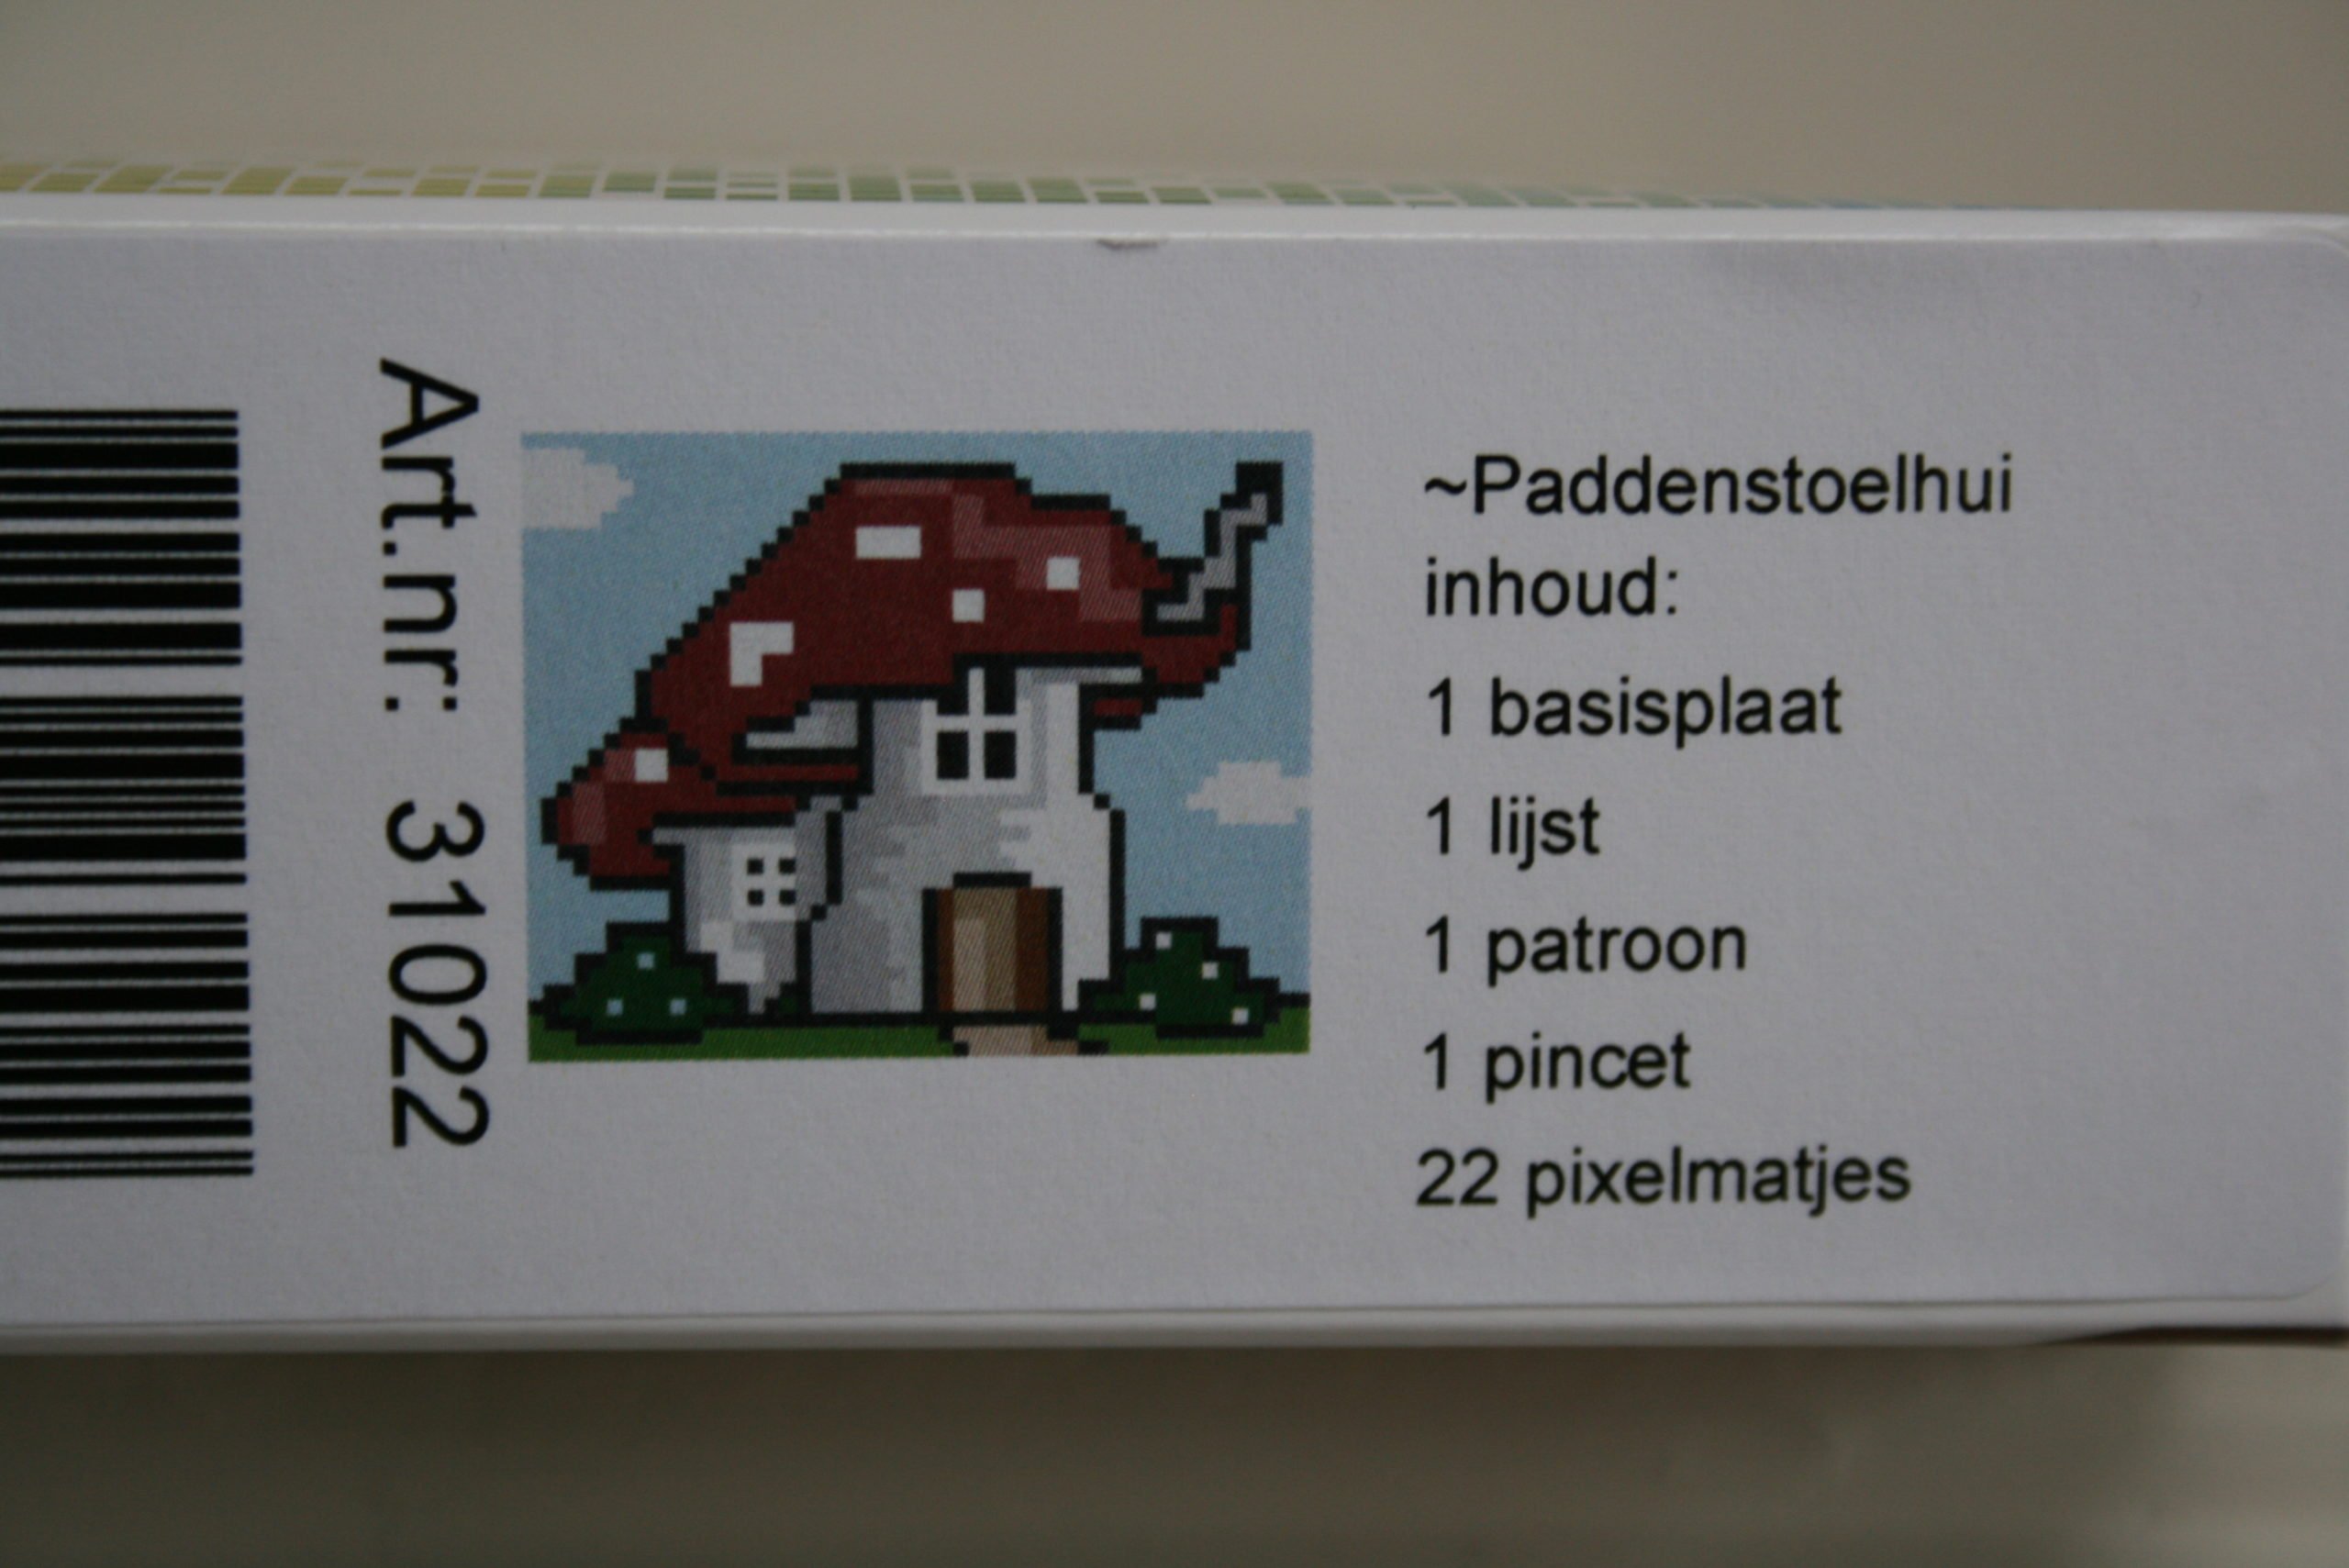 Art.nr: 31022
~Paddenstoelhui
inhoud:
1 basisplaat
1 lijst
1 patroon
1 pincet
22 pixelmatjes